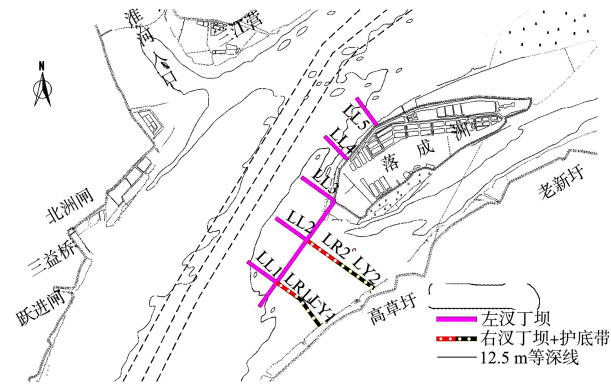 淮河入口
三江营
N
LL5
LL4
落成洲
LL3
北洲闸
老新圩
LL2
LR2
LY2
三益桥
LL1
LR1
LY1
跃进闸
高草圩
左汊丁坝
右汊丁坝+护底带
12.5 m等深线